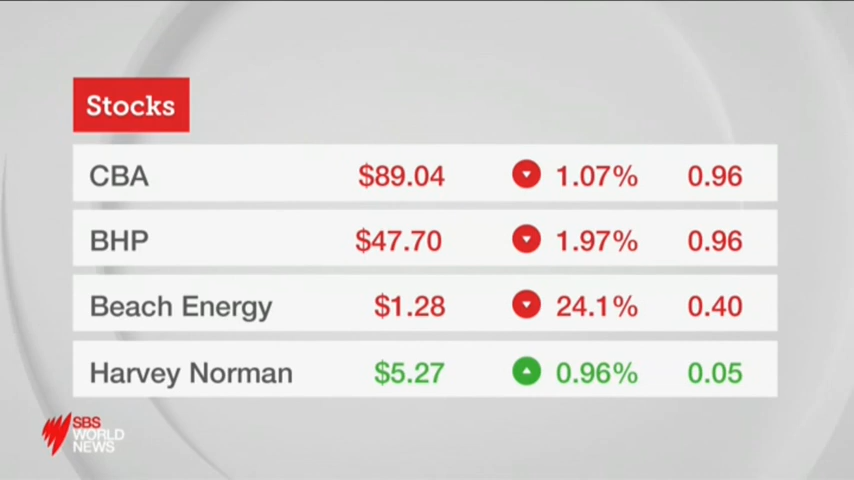 Stocks
CBA $89.04 1.07% 0.96
BHP $47.70 1.97% 0.96
Beach Energy $1.28 24.1% 0.40
Harvey Norman $5.27 0.96% 0.05
SBS
WORLD
NEWS